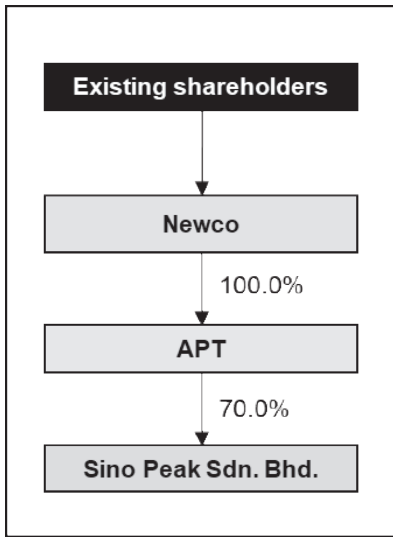 Existing shareholders
Newco
100.0%
APT
70.0%
Sino Peak Sdn. Bhd.